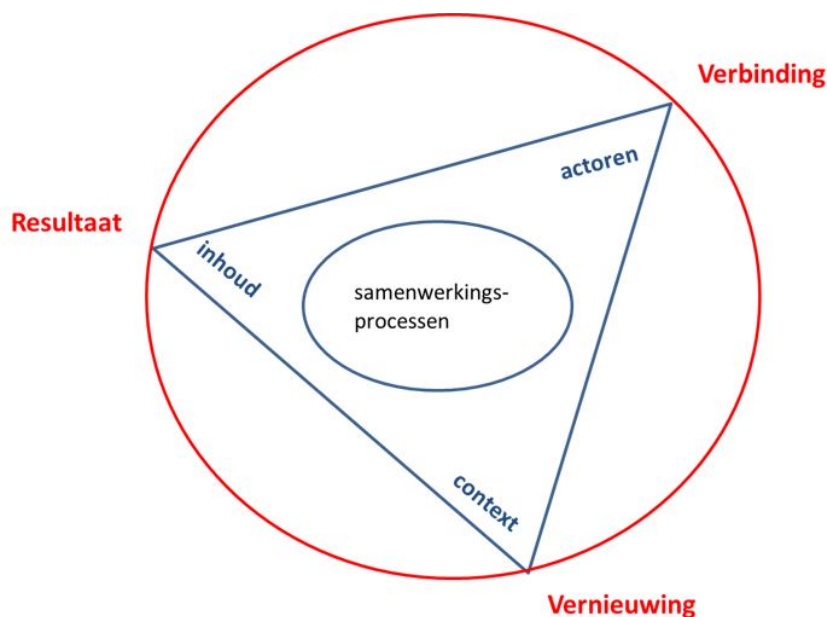 Verbinding
actoren
Resultaat
inhoud
samenwerkings-
processen
context
Vernieuwing